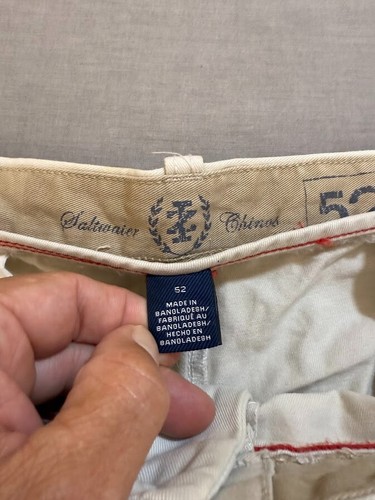 Saltwater Chinos
52
52
MADE IN
BANGLADESH/
FABRIQUÉ AU
BANGLADESH/
HECHO EN
BANGLADESH